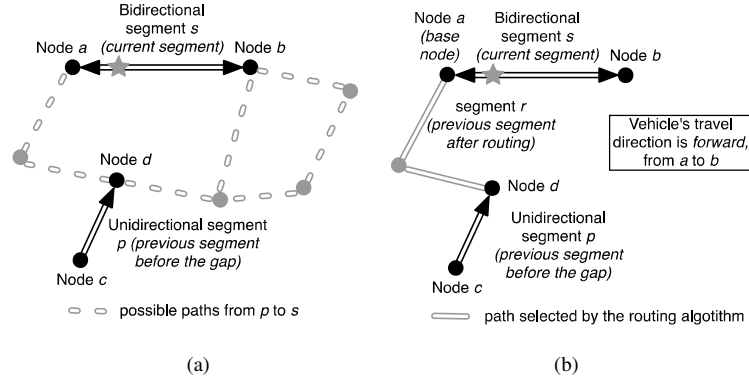 Bidirectional
segment s
(current segment)
Node a
Node b
Node d
Unidirectional segment
p (previous segment
before the gap)
Node c
possible paths from p to s
(a)
Node a
(base
node)
Bidirectional
segment s
(current segment)
Node b
segment r
(previous segment
after routing)
Vehicle's travel
direction is forward,
from a to b
Node d
Unidirectional
segment p
(previous segment
before the gap)
Node c
path selected by the routing algotithm
(b)